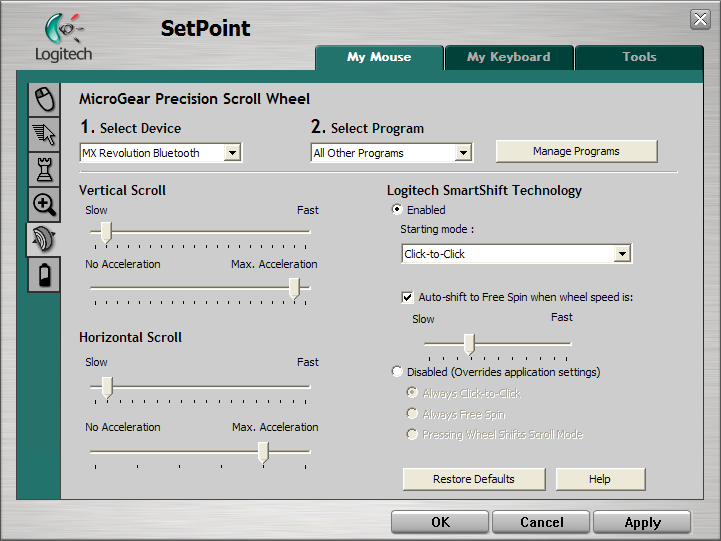 Logitech
SetPoint
My Mouse
My Keyboard
Tools
MicroGear Precision Scroll Wheel
1. Select Device
2. Select Program
MX Revolution Bluetooth
All Other Programs
Manage Programs
Vertical Scroll
Slow
Fast
No Acceleration
Max. Acceleration
Horizontal Scroll
Slow
Fast
No Acceleration
Max. Acceleration
Logitech SmartShift Technology
Enabled
Starting mode :
Click-to-Click
Auto-shift to Free Spin when wheel speed is:
Slow
Fast
Disabled (Overrides application settings)
Always Click-to-Click
Always Free Spin
Pressing Wheel Shifts Scroll Mode
Restore Defaults
Help
OK
Cancel
Apply